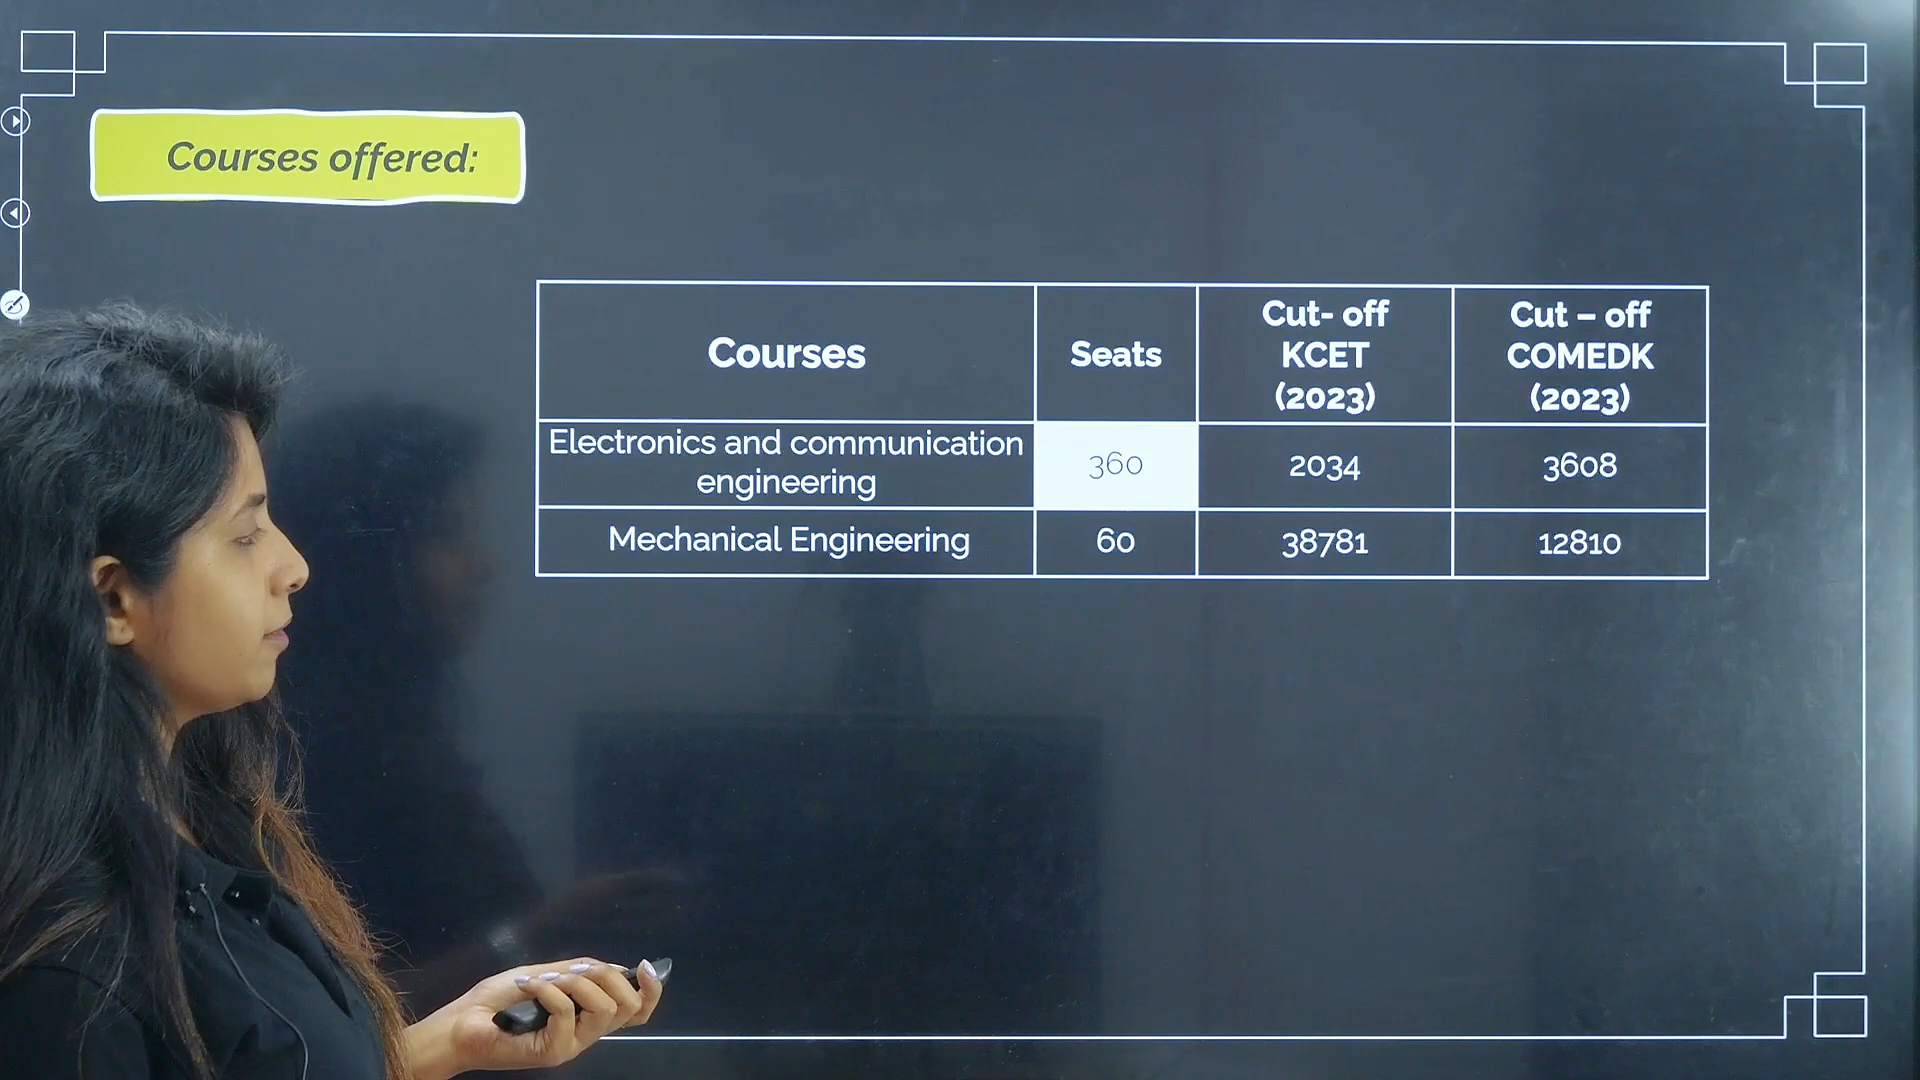 Courses offered:
Courses
Seats
Cut- off
KCET
(2023)
Cut – off
COMEDK
(2023)
Electronics and communication
engineering
360
2034
3608
Mechanical Engineering
60
38781
12810